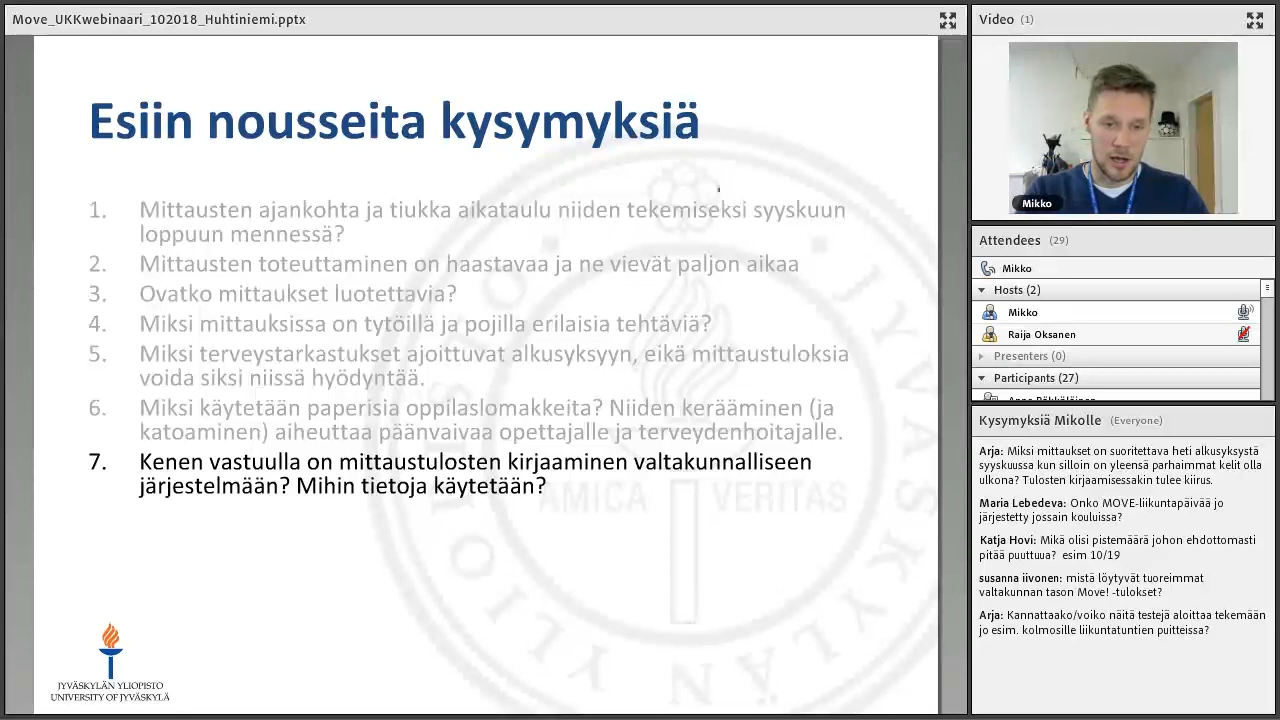 Move_UKKwebinaari_102018_Huhtiniemi.pptx
Esiin nousseita kysymyksiä
1. Mittausten ajankohta ja tiukka aikataulu niiden tekemiseksi syyskuun
loppuun mennessä?
2. Mittausten toteuttaminen on haastavaa ja ne vievät paljon aikaa
3. Ovatko mittaukset luotettavia?
4. Miksi mittauksissa on tytöillä ja pojilla erilaisia tehtäviä?
5. Miksi terveystarkastukset ajoittuvat alkusyksyyn, eikä mittaustuloksia
voida siksi niissä hyödyntää.
6. Miksi käytetään paperisia oppilaslomakkeita? Niiden kerääminen (ja
katoaminen) aiheuttaa päänvaivaa opettajalle ja terveydenhoitajalle.
7. Kenen vastuulla on mittaustulosten kirjaaminen valtakunnalliseen
järjestelmään? Mihin tietoja käytetään?
AMICA VERITAS
JYVÄSKYLÄN YLIOPISTO
JYVÄSKYLÄN YLIOPISTO
UNIVERSITY OF JYVÄSKYLÄ
Video (1)
Mikko
Attendees (29)
Mikko
Hosts (2)
Mikko
Raija Oksanen
Presenters (0)
Participants (27)
Kysymyksiä Mikolle (Everyone)
Arja: Miksi mittaukset on suoritettava heti alkusyksystä
syyskuussa kun silloin on yleensä parhaimmat kelit olla
ulkona? Tulosten kirjaamisessakin tulee kiirus.
Maria Lebedeva: Onko MOVE-liikuntapäivää jo
järjestetty jossain kouluissa?
Katja Hovi: Mikä olisi pistemäärä johon ehdottomasti
pitää puuttuua? esim 10/19
susanna iivonen: mistä löytyvät tuoreimmat
valtakunnan tason Move! -tulokset?
Arja: Kannattaako/voiko näitä testejä aloittaa tekemään
jo esim. kolmosille liikuntatuntien puitteissa?